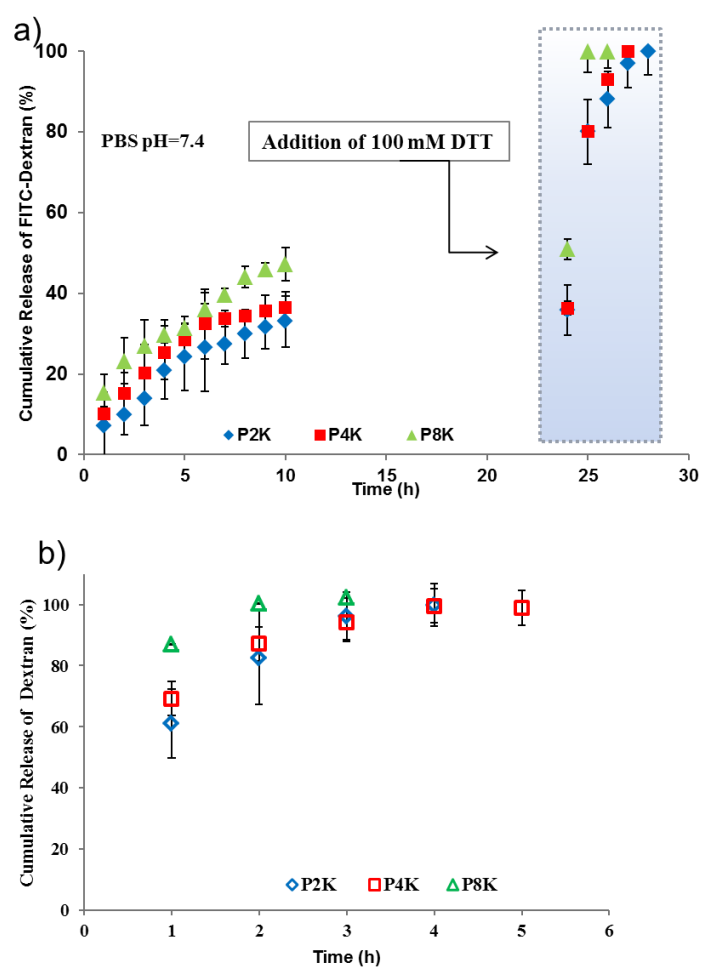 a)
100
80
60
40
20
0
Cumulative Release of FITC-Dextran (%)
PBS pH=7.4
Addition of 100 mM DTT
P2K P4K P8K
0 5 10 15 20 25 30
Time (h)
b)
100
80
60
40
20
0
Cumulative Release of Dextran (%)
P2K P4K P8K
0 1 2 3 4 5 6
Time (h)